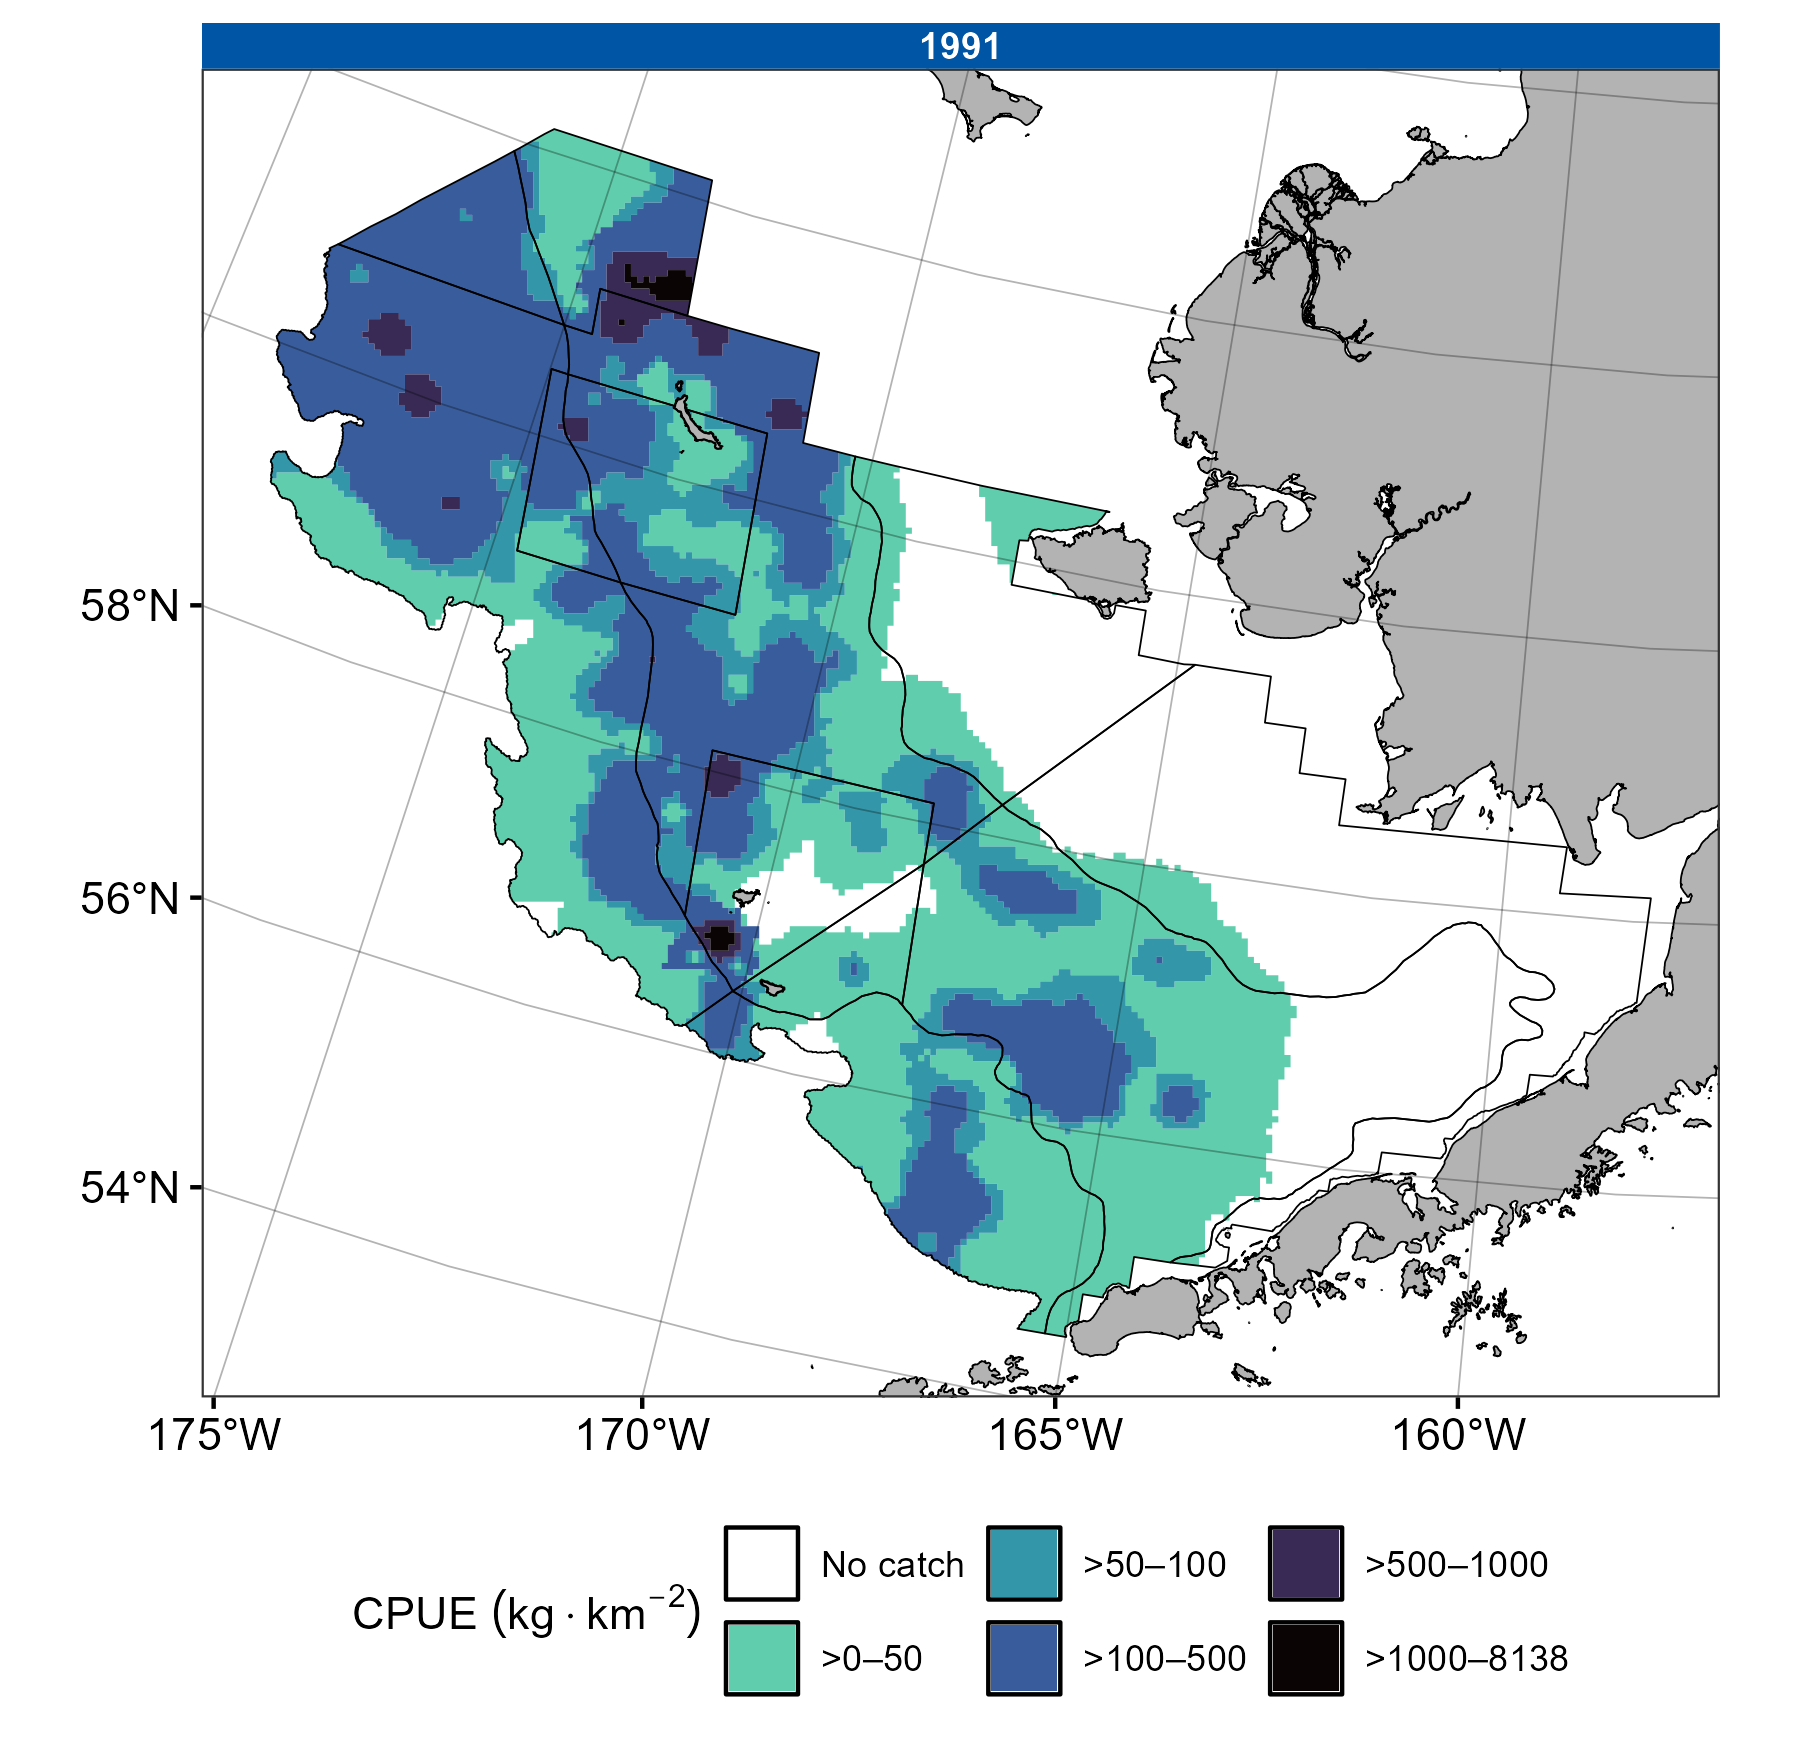 1991
58°N
56°N
54°N
175°W 170°W 165°W 160°W
CPUE (kg · km⁻²)
No catch >50–100 >500–1000
>0–50 >100–500 >1000–8138